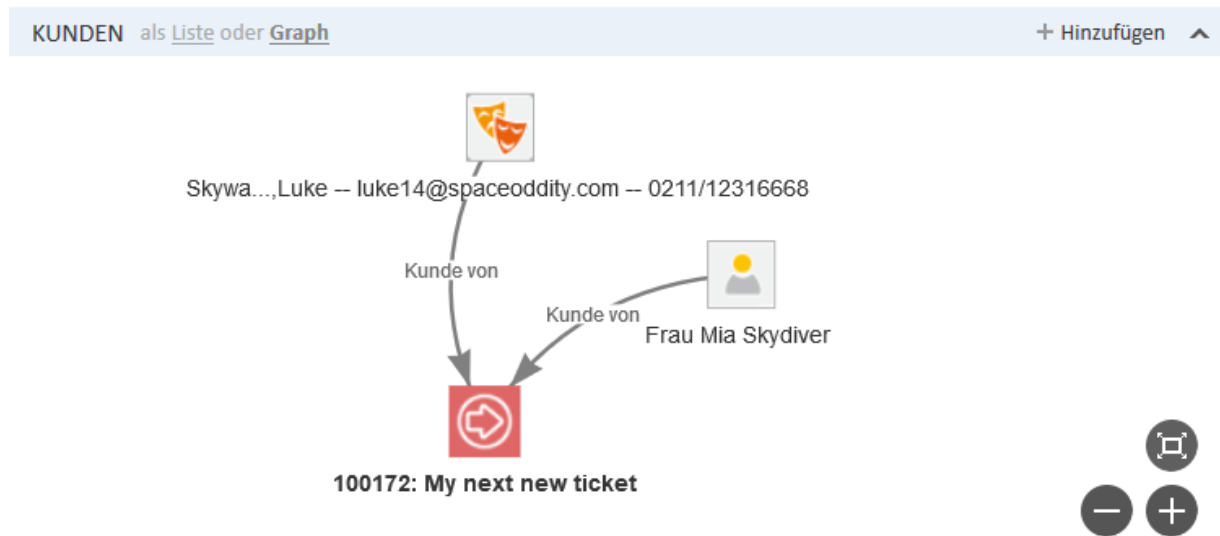 KUNDEN als Liste oder Graph + Hinzufügen
Skywa...,Luke -- luke14@spaceoddity.com -- 0211/12316668
Kunde von
Kunde von
Frau Mia Skydiver
100172: My next new ticket